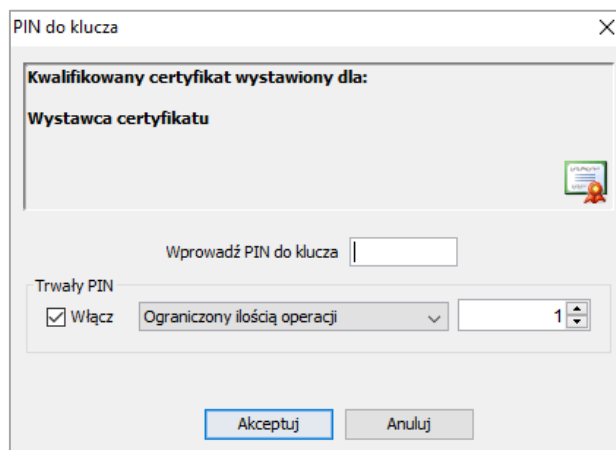 PIN do klucza
Kwalifikowany certyfikat wystawiony dla:
Wystawca certyfikatu
Wprowadź PIN do klucza
Trwały PIN
Włącz Ograniczony ilością operacji 1
Akceptuj Anuluj